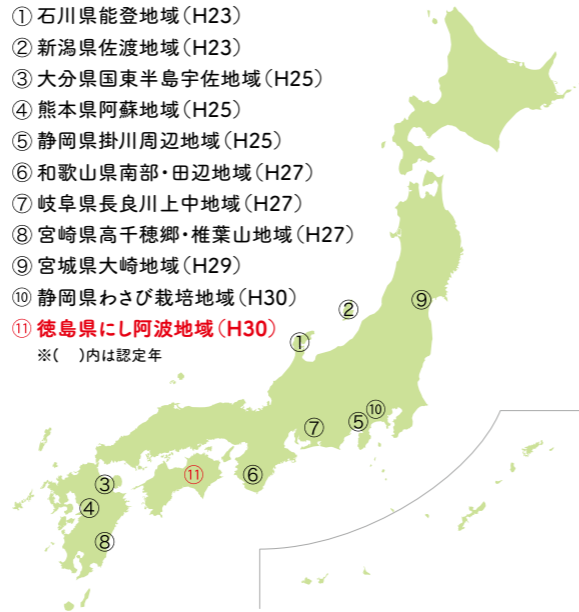 ① 石川県能登地域(H23)
② 新潟県佐渡地域(H23)
③ 大分県国東半島宇佐地域(H25)
④ 熊本県阿蘇地域(H25)
⑤ 静岡県掛川周辺地域(H25)
⑥ 和歌山県南部・田辺地域(H27)
⑦ 岐阜県長良川上中地域(H27)
⑧ 宮崎県高千穂郷・椎葉山地域(H27)
⑨ 宮城県大崎地域(H29)
⑩ 静岡県わさび栽培地域(H30)
⑪ 徳島県にし阿波地域(H30)
※(　)内は認定年
⑨
②
①
⑩
⑤
⑦
⑪
⑥
③
④
⑧